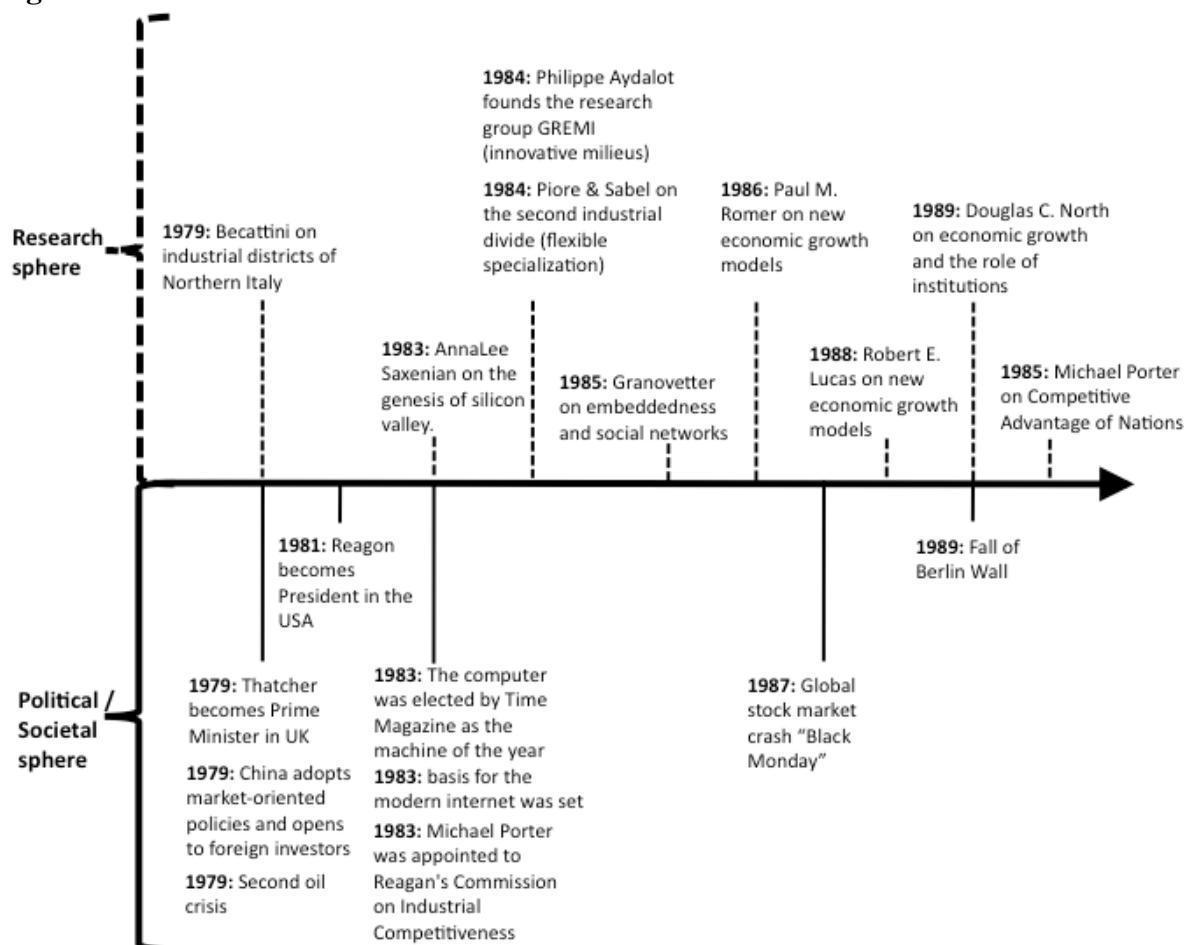 1984: Philippe Aydalot
founds the research
group GREMI
(innovative milieus)
1984: Piore & Sabel on
the second industrial
divide (flexible
specialization)
1986: Paul M.
Romer on new
economic growth
models
1989: Douglas C. North
on economic growth
and the role of
institutions
Research
sphere
1979: Becattini on
industrial districts of
Northern Italy
1983: AnnaLee
Saxenian on the
genesis of silicon
valley.
1985: Granovetter
on embeddedness
and social networks
1988: Robert E.
Lucas on new
economic growth
models
1985: Michael Porter
on Competitive
Advantage of Nations
1981: Reagon
becomes
President in the
USA
1989: Fall of
Berlin Wall
Political /
Societal
sphere
1979: Thatcher
becomes Prime
Minister in UK
1979: China adopts
market-oriented
policies and opens
to foreign investors
1979: Second oil
crisis
1983: The computer
was elected by Time
Magazine as the
machine of the year
1983: basis for the
modern internet was set
1983: Michael Porter
was appointed to
Reagan's Commission
on Industrial
Competitiveness
1987: Global
stock market
crash “Black
Monday”